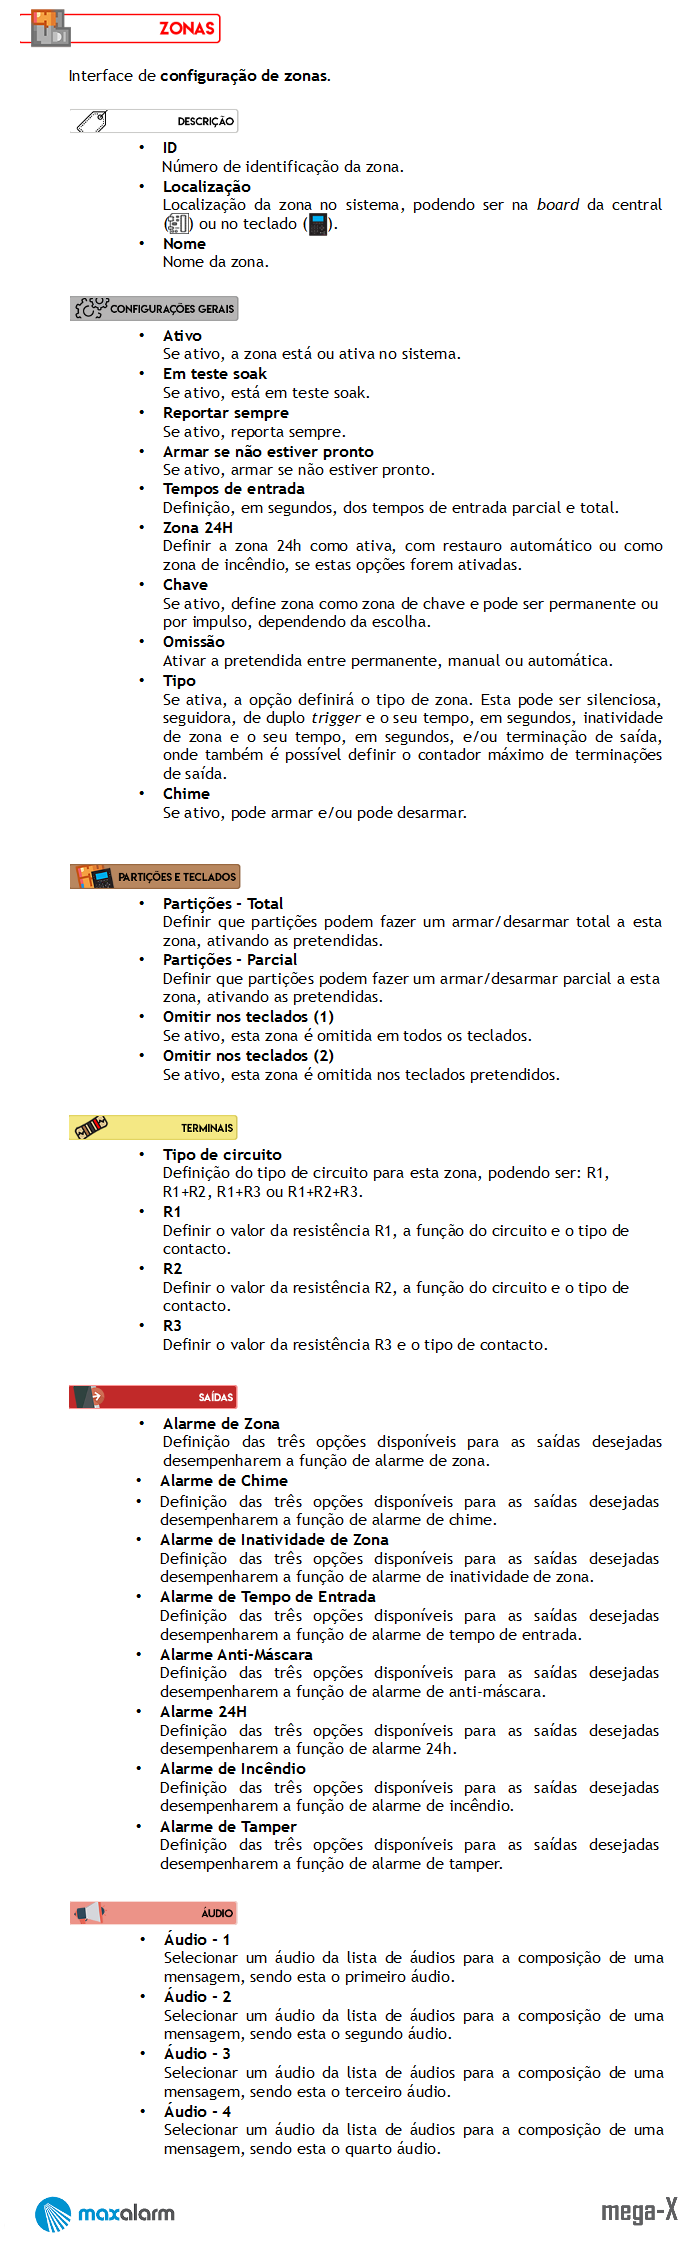 ZONAS
Interface de configuração de zonas.
DESCRIÇÃO
• ID
Número de identificação da zona.
• Localização
Localização da zona no sistema, podendo ser na board da central
( ) ou no teclado ( ).
• Nome
Nome da zona.
CONFIGURAÇÕES GERAIS
• Ativo
Se ativo, a zona está ou ativa no sistema.
• Em teste soak
Se ativo, está em teste soak.
• Reportar sempre
Se ativo, reporta sempre.
• Armar se não estiver pronto
Se ativo, armar se não estiver pronto.
• Tempos de entrada
Definição, em segundos, dos tempos de entrada parcial e total.
• Zona 24H
Definir a zona 24h como ativa, com restauro automático ou como
zona de incêndio, se estas opções forem ativadas.
• Chave
Se ativo, define zona como zona de chave e pode ser permanente ou
por impulso, dependendo da escolha.
• Omissão
Ativar a pretendida entre permanente, manual ou automática.
• Tipo
Se ativa, a opção definirá o tipo de zona. Esta pode ser silenciosa,
seguidora, de duplo trigger e o seu tempo, em segundos, inatividade
de zona e o seu tempo, em segundos, e/ou terminação de saída,
onde também é possível definir o contador máximo de terminações
de saída.
• Chime
Se ativo, pode armar e/ou pode desarmar.
PARTIÇÕES E TECLADOS
• Partições - Total
Definir que partições podem fazer um armar/desarmar total a esta
zona, ativando as pretendidas.
• Partições - Parcial
Definir que partições podem fazer um armar/desarmar parcial a esta
zona, ativando as pretendidas.
• Omitir nos teclados (1)
Se ativo, esta zona é omitida em todos os teclados.
• Omitir nos teclados (2)
Se ativo, esta zona é omitida nos teclados pretendidos.
TERMINAIS
• Tipo de circuito
Definição do tipo de circuito para esta zona, podendo ser: R1,
R1+R2, R1+R3 ou R1+R2+R3.
• R1
Definir o valor da resistência R1, a função do circuito e o tipo de
contacto.
• R2
Definir o valor da resistência R2, a função do circuito e o tipo de
contacto.
• R3
Definir o valor da resistência R3 e o tipo de contacto.
SAÍDAS
• Alarme de Zona
Definição das três opções disponíveis para as saídas desejadas
desempenharem a função de alarme de zona.
• Alarme de Chime
• Definição das três opções disponíveis para as saídas desejadas
desempenharem a função de alarme de chime.
• Alarme de Inatividade de Zona
Definição das três opções disponíveis para as saídas desejadas
desempenharem a função de alarme de inatividade de zona.
• Alarme de Tempo de Entrada
Definição das três opções disponíveis para as saídas desejadas
desempenharem a função de alarme de tempo de entrada.
• Alarme Anti-Máscara
Definição das três opções disponíveis para as saídas desejadas
desempenharem a função de alarme de anti-máscara.
• Alarme 24H
Definição das três opções disponíveis para as saídas desejadas
desempenharem a função de alarme 24h.
• Alarme de Incêndio
Definição das três opções disponíveis para as saídas desejadas
desempenharem a função de alarme de incêndio.
• Alarme de Tamper
Definição das três opções disponíveis para as saídas desejadas
desempenharem a função de alarme de tamper.
ÁUDIO
• Áudio - 1
Selecionar um áudio da lista de áudios para a composição de uma
mensagem, sendo esta o primeiro áudio.
• Áudio - 2
Selecionar um áudio da lista de áudios para a composição de uma
mensagem, sendo esta o segundo áudio.
• Áudio - 3
Selecionar um áudio da lista de áudios para a composição de uma
mensagem, sendo esta o terceiro áudio.
• Áudio - 4
Selecionar um áudio da lista de áudios para a composição de uma
mensagem, sendo esta o quarto áudio.
maxalarm
mega-X